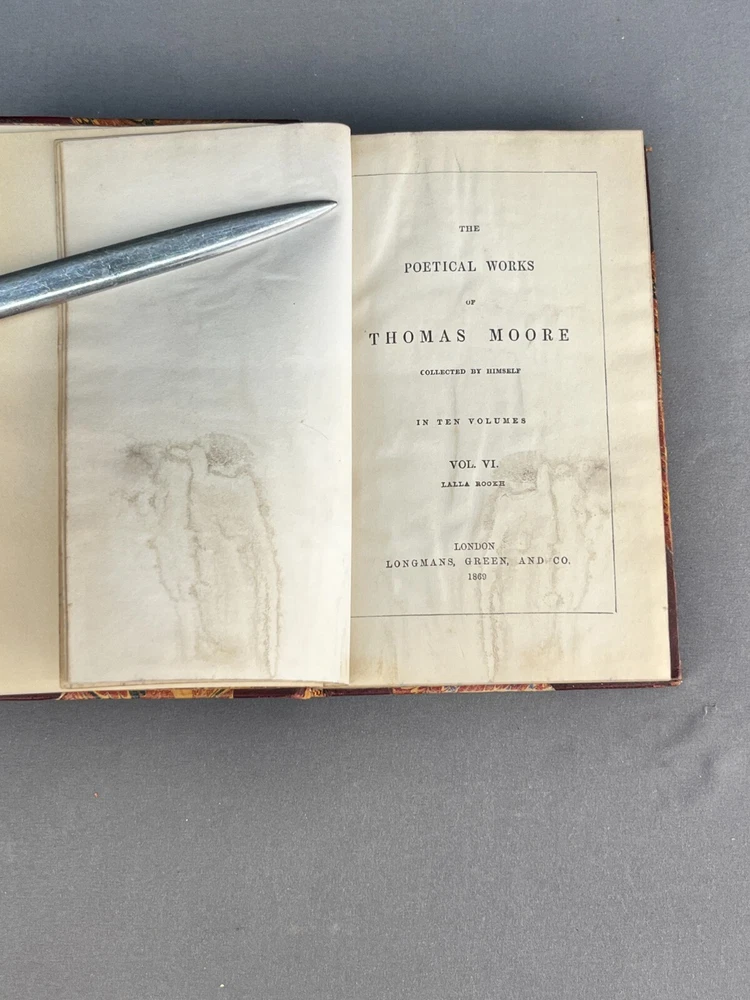 THE
POETICAL WORKS
OF
THOMAS MOORE
COLLECTED BY HIMSELF
IN TEN VOLUMES
VOL. VI.
LALLA ROOKH
LONDON
LONGMANS, GREEN, AND CO.
1869